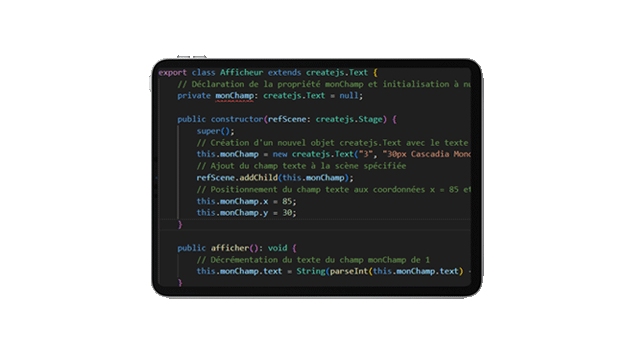 export class Afficheur extends createjs.Text {
// Déclaration de la propriété monChamp et initialisation à nu
private monChamp: createjs.Text = null;
public constructor(refScene: createjs.Stage) {
super();
// Création d'un nouvel objet createjs.Text avec le texte
this.monChamp = new createjs.Text("3", "30px Cascadia Mono
// Ajout du champ texte à la scène spécifiée
refScene.addChild(this.monChamp);
// Positionnement du champ texte aux coordonnées x = 85 et
this.monChamp.x = 85;
this.monChamp.y = 30;
}
public afficher(): void {
// Décrémentation du texte du champ monChamp de 1
this.monChamp.text = String(parseInt(this.monChamp.text) -
}